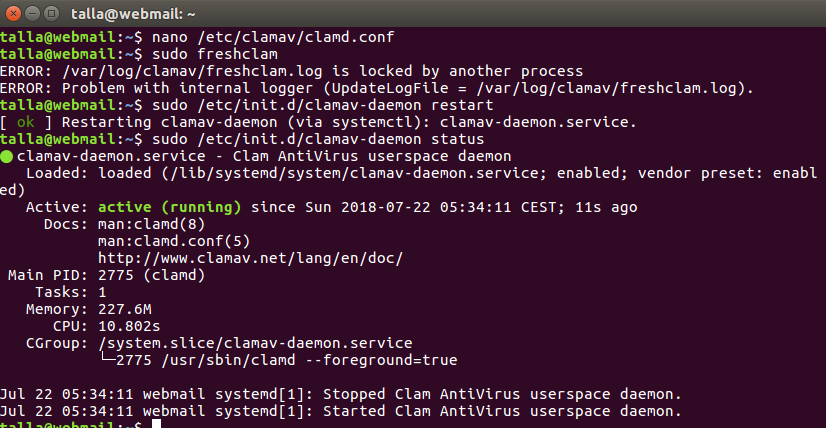 talla@webmail: ~
talla@webmail:~$ nano /etc/clamav/clamd.conf
talla@webmail:~$ sudo freshclam
ERROR: /var/log/clamav/freshclam.log is locked by another process
ERROR: Problem with internal logger (UpdateLogFile = /var/log/clamav/freshclam.log).
talla@webmail:~$ sudo /etc/init.d/clamav-daemon restart
[ ok ] Restarting clamav-daemon (via systemctl): clamav-daemon.service.
talla@webmail:~$ sudo /etc/init.d/clamav-daemon status
● clamav-daemon.service - Clam AntiVirus userspace daemon
   Loaded: loaded (/lib/systemd/system/clamav-daemon.service; enabled; vendor preset: enabl
ed)
   Active: active (running) since Sun 2018-07-22 05:34:11 CEST; 11s ago
     Docs: man:clamd(8)
           man:clamd.conf(5)
           http://www.clamav.net/lang/en/doc/
 Main PID: 2775 (clamd)
    Tasks: 1
   Memory: 227.6M
      CPU: 10.802s
   CGroup: /system.slice/clamav-daemon.service
           └─2775 /usr/sbin/clamd --foreground=true

Jul 22 05:34:11 webmail systemd[1]: Stopped Clam AntiVirus userspace daemon.
Jul 22 05:34:11 webmail systemd[1]: Started Clam AntiVirus userspace daemon.
talla@webmail:~$